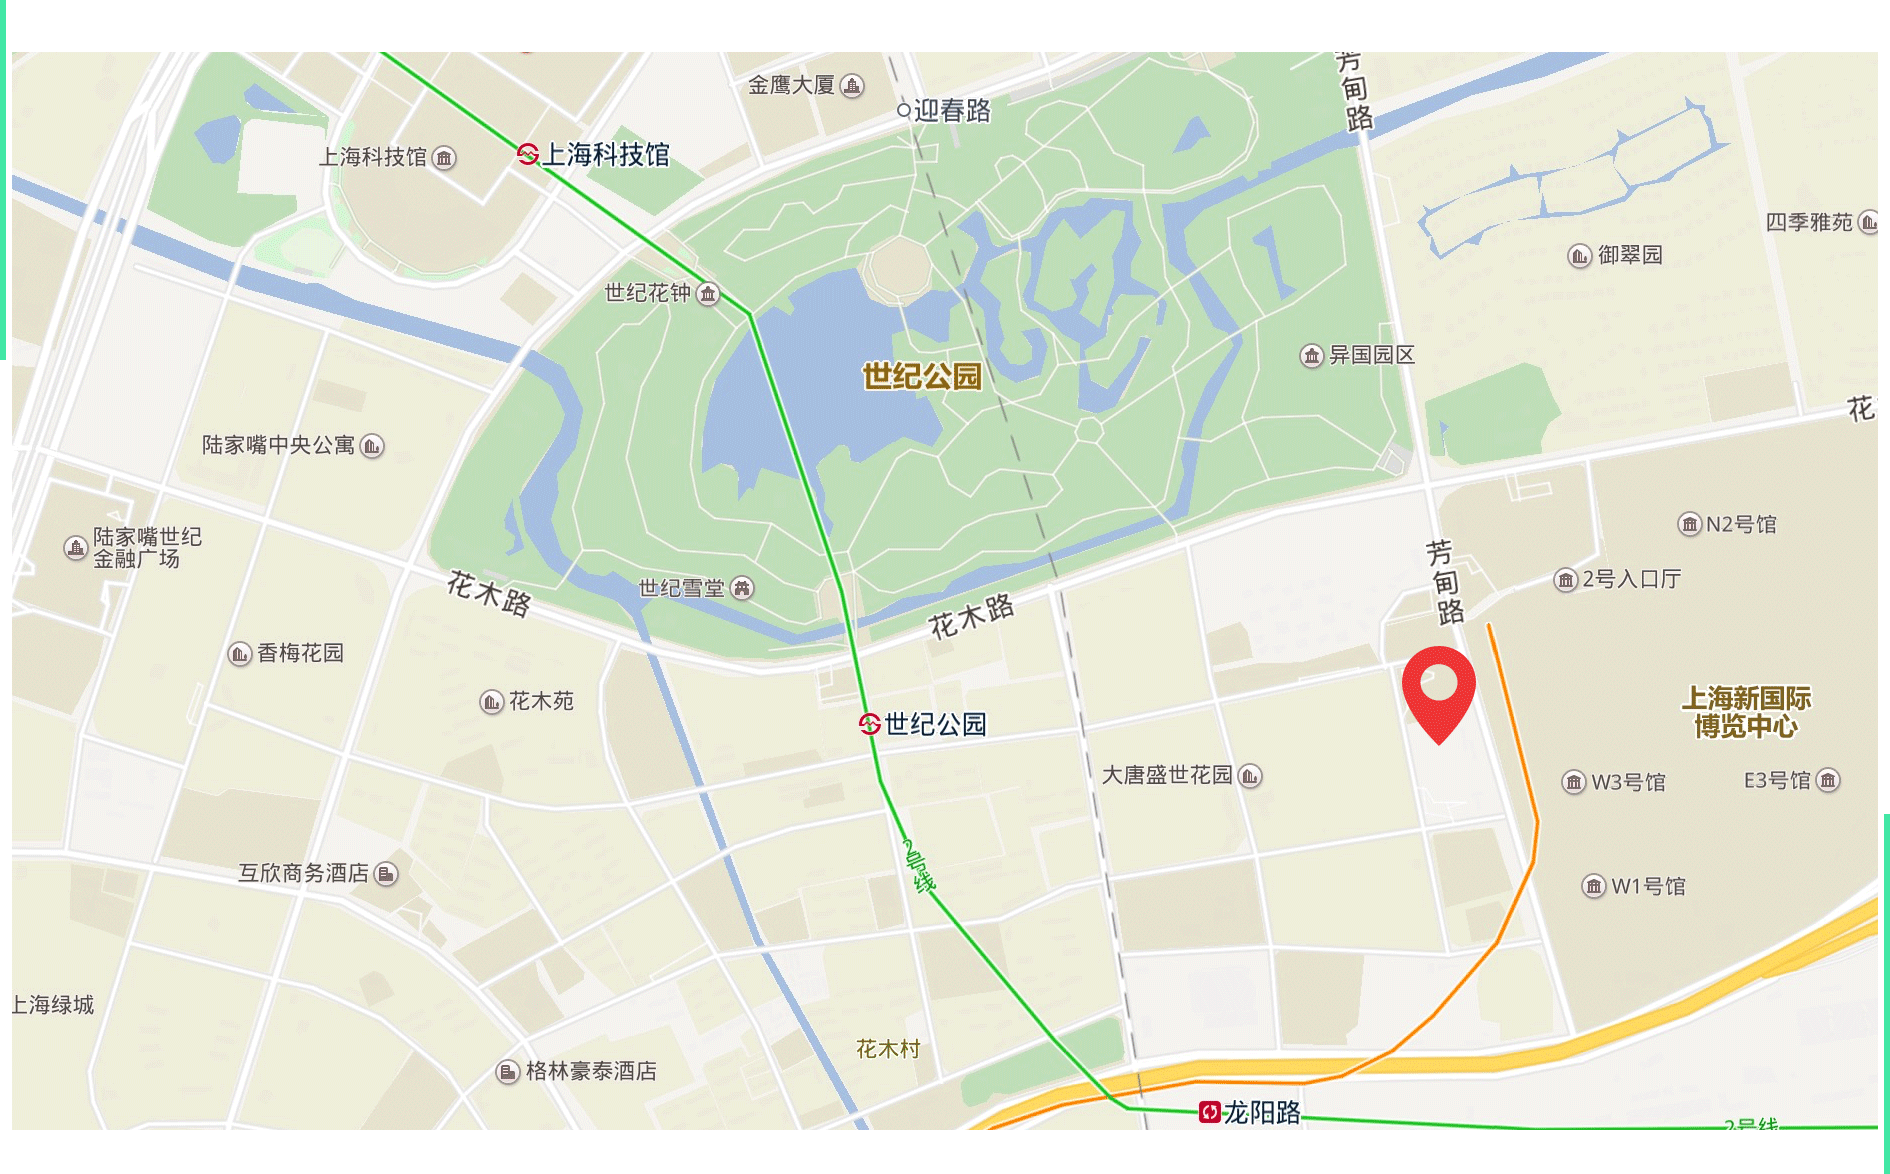 芳甸路
金鹰大厦
迎春路
上海科技馆
上海科技馆
四季雅苑
御翠园
世纪花钟
异国园区
世纪公园
花
陆家嘴中央公寓
N2号馆
陆家嘴世纪
金融广场
芳甸路
2号入口厅
世纪雪堂
花木路
花木路
香梅花园
花木苑
上海新国际
博览中心
世纪公园
大唐盛世花园
W3号馆
E3号馆
2号线
互欣商务酒店
W1号馆
上海绿城
花木村
格林豪泰酒店
龙阳路
2号线